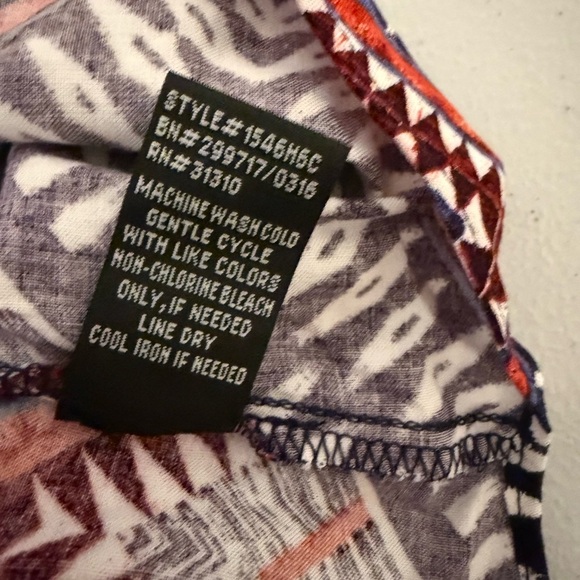 STYLE#1546H6C
BN#299717/0316
RN#31310
MACHINE WASH COLD
GENTLE CYCLE
WITH LIKE COLORS
NON-CHLORINE BLEACH
ONLY, IF NEEDED
LINE DRY
COOL IRON IF NEEDED